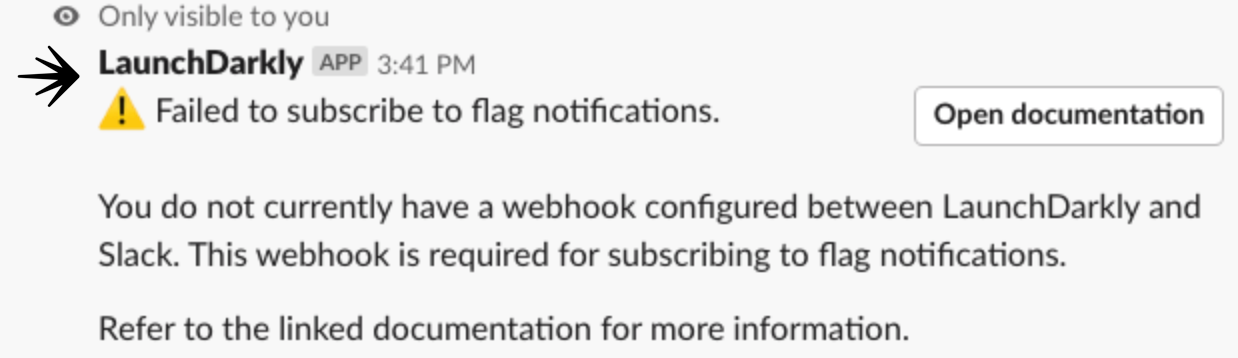 Only visible to you
LaunchDarkly APP 3:41 PM
Failed to subscribe to flag notifications.
Open documentation
You do not currently have a webhook configured between LaunchDarkly and
Slack. This webhook is required for subscribing to flag notifications.
Refer to the linked documentation for more information.